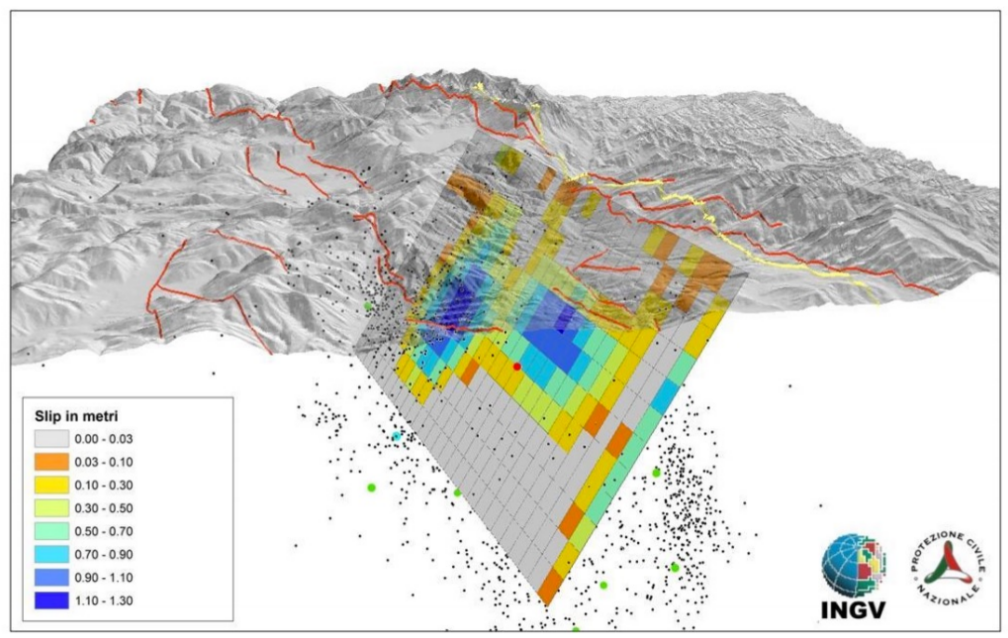 Slip in metri
0.00 - 0.03
0.03 - 0.10
0.10 - 0.30
0.30 - 0.50
0.50 - 0.70
0.70 - 0.90
0.90 - 1.10
1.10 - 1.30
INGV
PROTEZIONE CIVILE
NAZIONALE